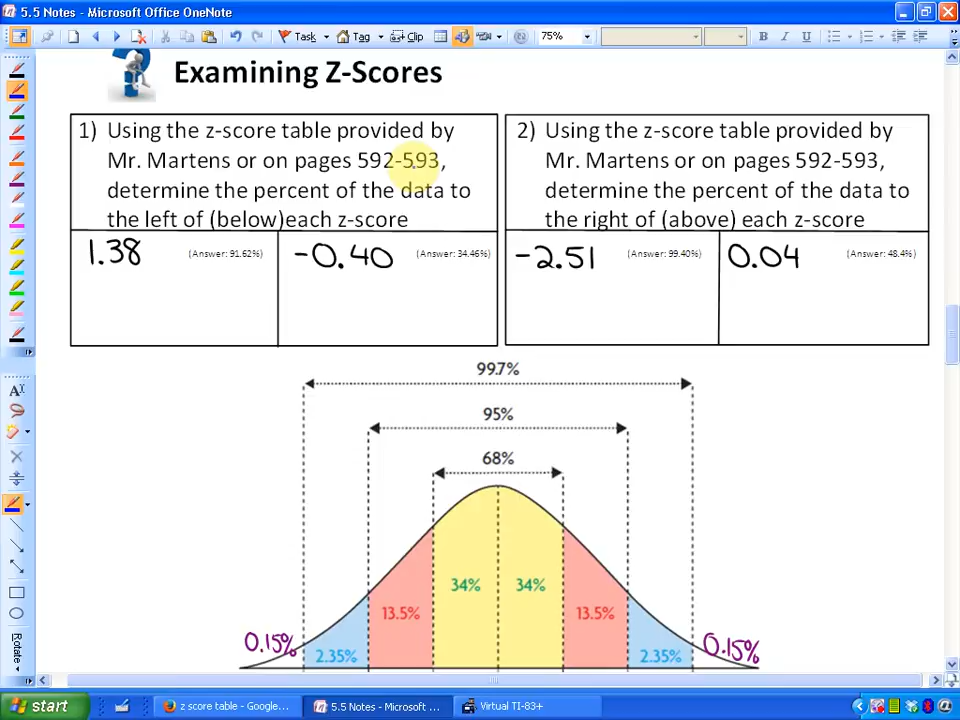 5.5 Notes - Microsoft Office OneNote
Task
Tag
Clip
75%
B I U
Examining Z-Scores
1) Using the z-score table provided by
Mr. Martens or on pages 592-593,
determine the percent of the data to
the left of (below)each z-score
2) Using the z-score table provided by
Mr. Martens or on pages 592-593,
determine the percent of the data to
the right of (above) each z-score
1.38 (Answer: 91.62%)
-0.40 (Answer: 34.46%)
-2.51 (Answer: 99.40%)
0.04 (Answer: 48.4%)
99.7%
95%
68%
34% 34%
13.5% 13.5%
0.15% 0.15%
2.35% 2.35%
Rotate
start
z score table - Google...
5.5 Notes - Microsoft ...
Virtual TI-83+